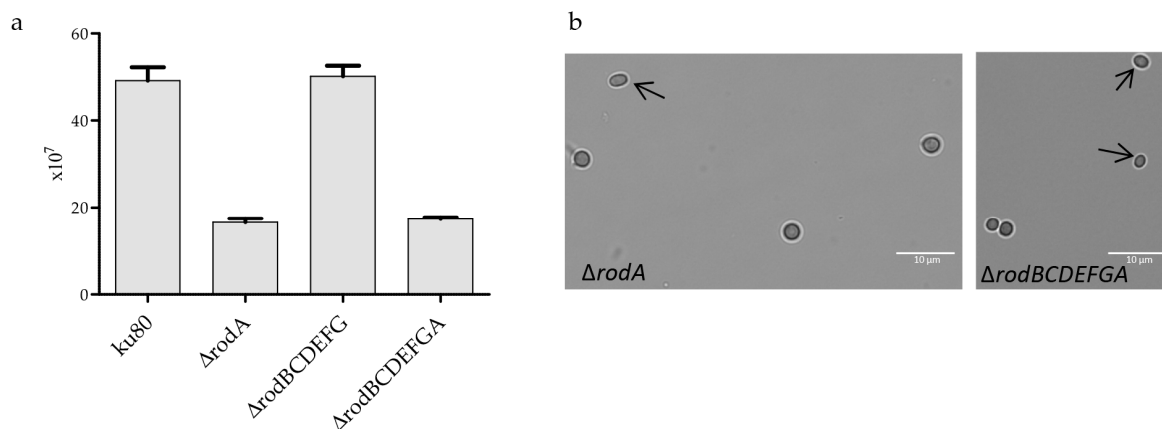 a
60
40
20
0
x10⁷
ku80
ΔrodA
ΔrodBCDEFG
ΔrodBCDEFGA
b
ΔrodA
10 μm
ΔrodBCDEFGA
10 μm